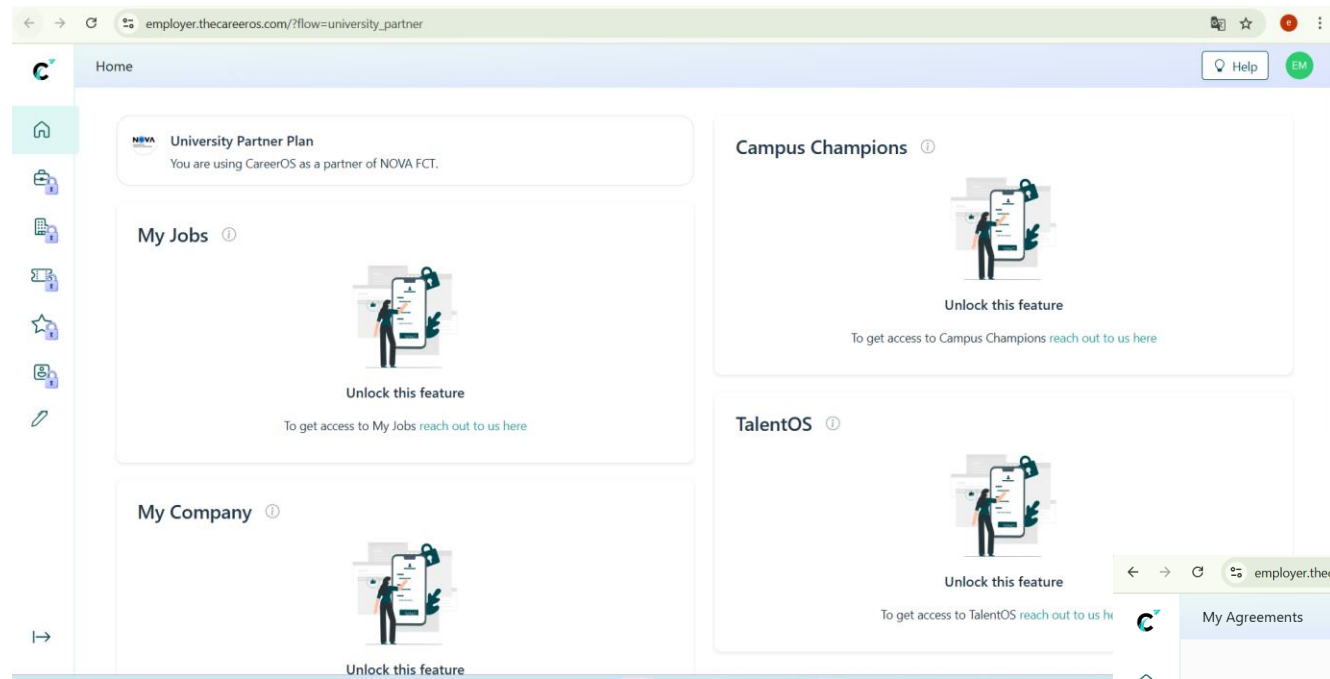 employer.thecareeros.com/?flow=university_partner
e
Home
Help
EM
NOVA
University Partner Plan
You are using CareerOS as a partner of NOVA FCT.
My Jobs
Unlock this feature
To get access to My Jobs reach out to us here
My Company
Unlock this feature
Campus Champions
Unlock this feature
To get access to Campus Champions reach out to us here
TalentOS
Unlock this feature
To get access to TalentOS reach out to us
employer.thec
My Agreements